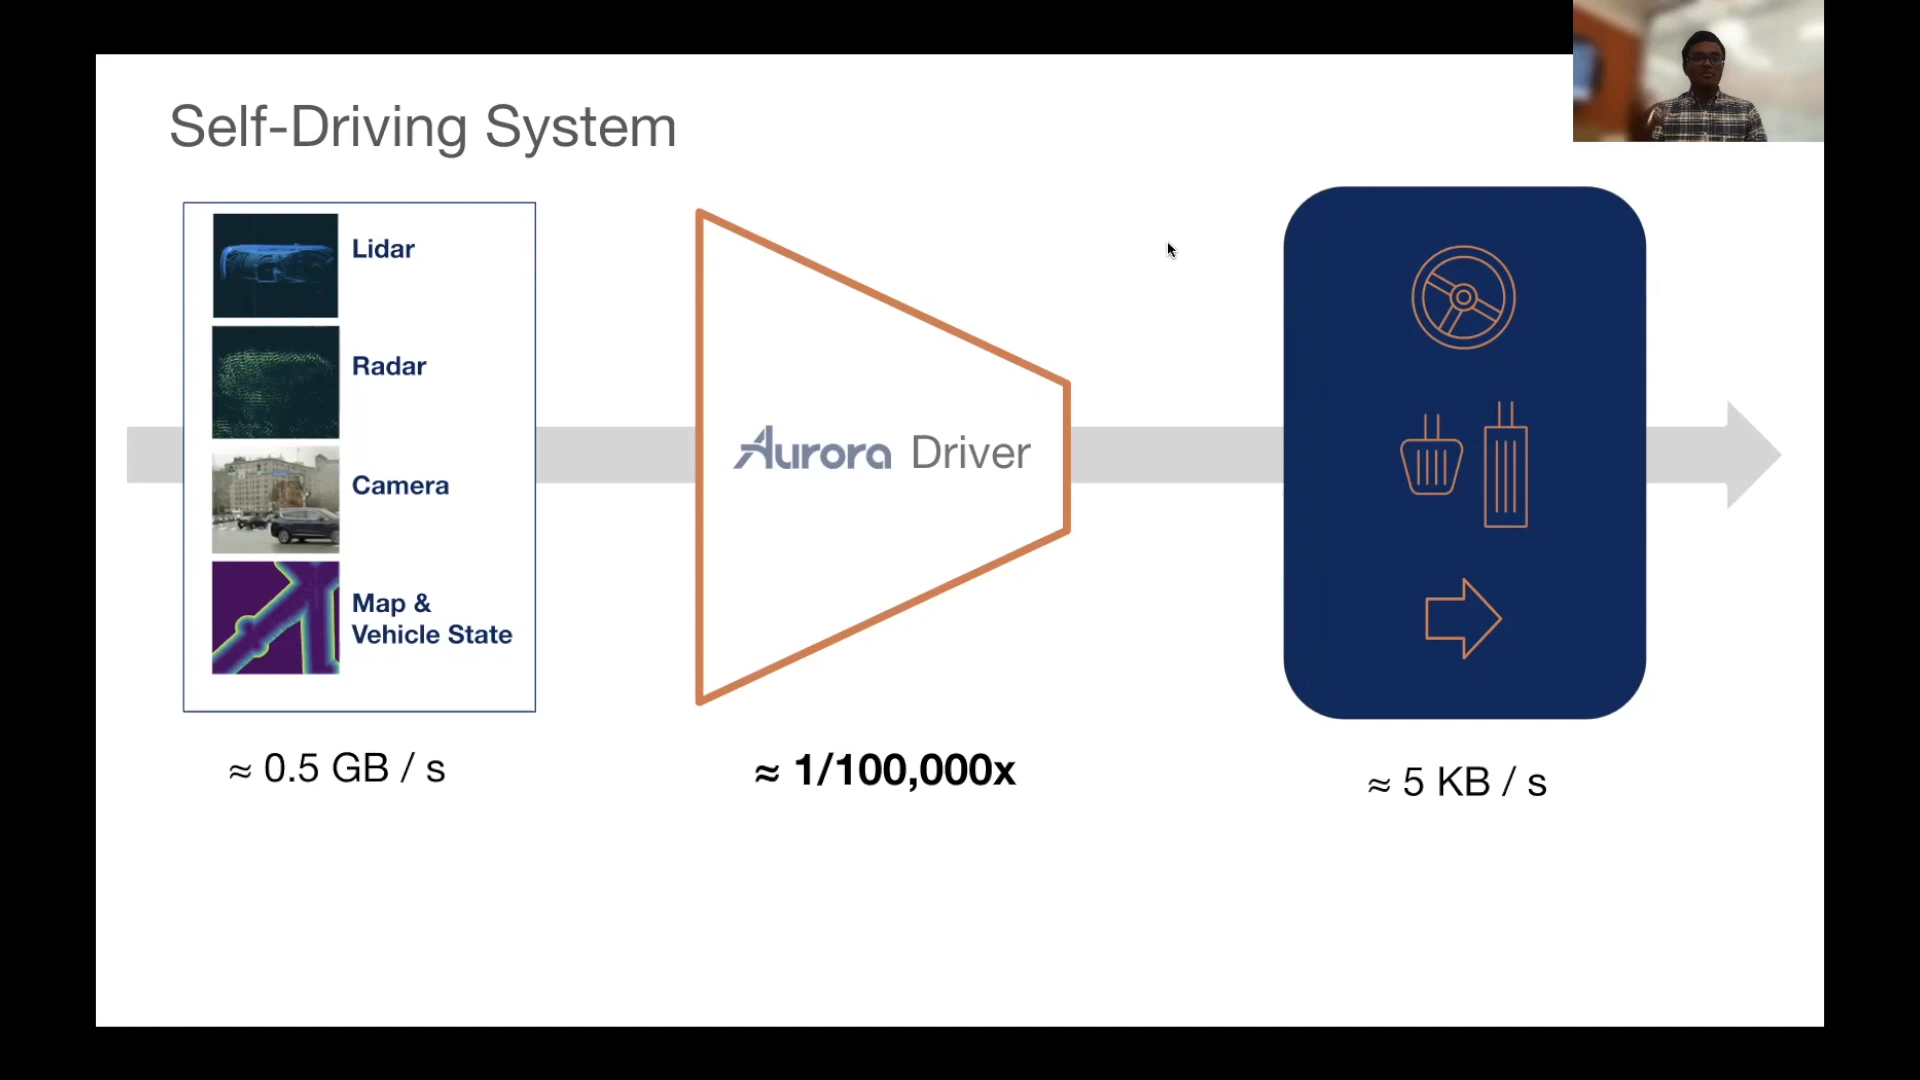 Self-Driving System
Lidar
Radar
Camera
Map &
Vehicle State
Aurora Driver
≈ 0.5 GB / s
≈ 1/100,000x
≈ 5 KB / s